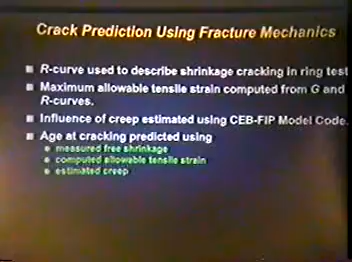 Crack Prediction Using Fracture Mechanics
R-curve used to describe shrinkage cracking in ring test
Maximum allowable tensile strain computed from G and
R-curves.
Influence of creep estimated using CEB-FIP Model Code.
Age at cracking predicted using
measured free shrinkage
computed allowable tensile strain
estimated creep